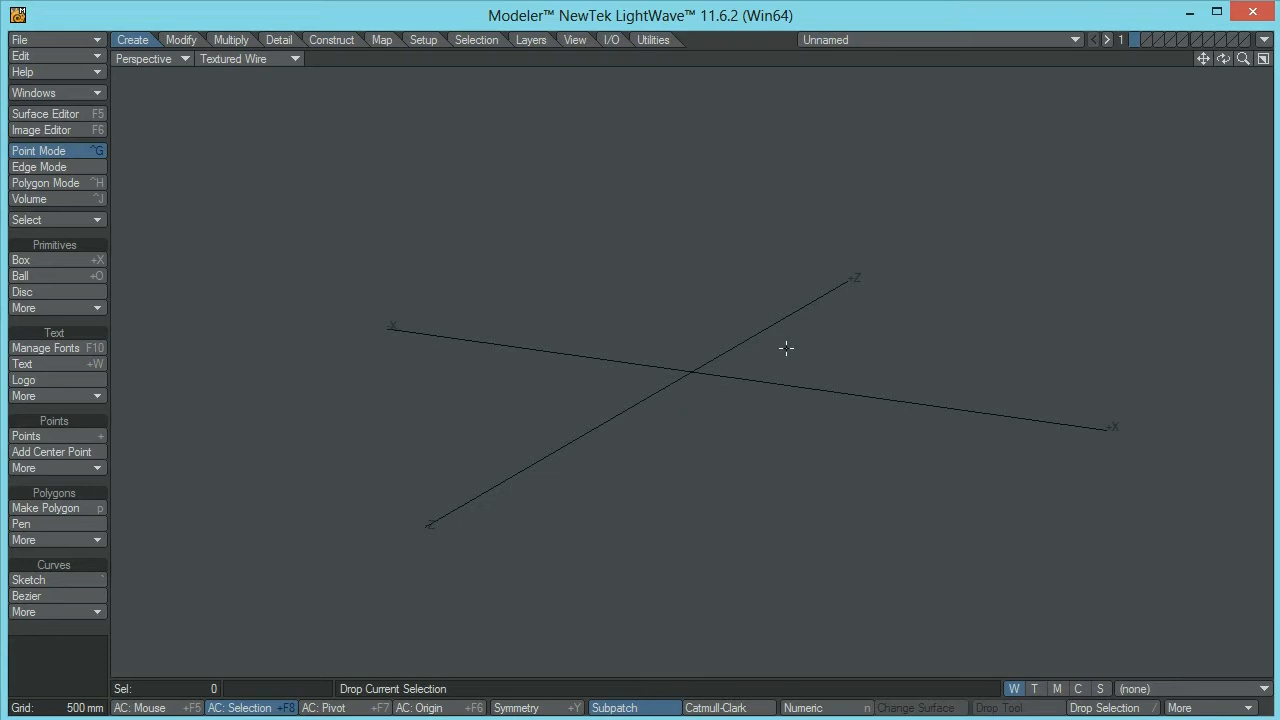 Modeler™ NewTek LightWave™ 11.6.2 (Win64)
File
Create Modify Multiply Detail Construct Map Setup Selection Layers View I/O Utilities Unnamed < > 1
Edit
Perspective Textured Wire
Help
Windows
Surface Editor F5
Image Editor F6
Point Mode ^G
Edge Mode
Polygon Mode ^H
Volume ^J
Select
Primitives
Box +X
Ball +O
Disc
More
Text
Manage Fonts F10
Text +W
Logo
More
Points
Points +
Add Center Point
More
Polygons
Make Polygon p
Pen
More
Curves
Sketch `
Bezier
More
+Z
-X
+X
-Z
Sel: 0 Drop Current Selection W T M C S (none)
Grid: 500 mm AC: Mouse +F5 AC: Selection +F8 AC: Pivot +F7 AC: Origin +F6 Symmetry +Y Subpatch Catmull-Clark Numeric n Change Surface Drop Tool Drop Selection / More